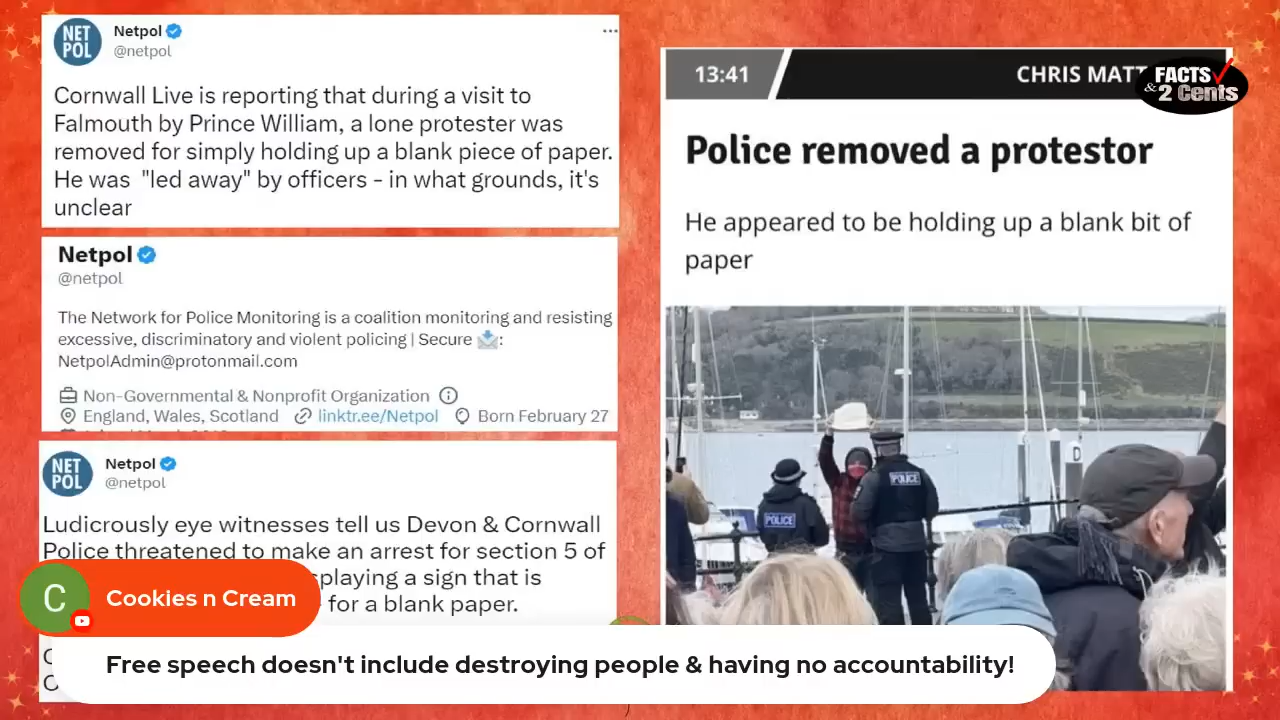 NET
POL
Netpol
@netpol
Cornwall Live is reporting that during a visit to
Falmouth by Prince William, a lone protester was
removed for simply holding up a blank piece of paper.
He was "led away" by officers - in what grounds, it's
unclear
Netpol
@netpol
The Network for Police Monitoring is a coalition monitoring and resisting
excessive, discriminatory and violent policing | Secure :
NetpolAdmin@protonmail.com
Non-Governmental & Nonprofit Organization
England, Wales, Scotland linktr.ee/Netpol Born February 27
NET
POL
Netpol
@netpol
Ludicrously eye witnesses tell us Devon & Cornwall
Police threatened to make an arrest for section 5 of
splaying a sign that is
for a blank paper.
C
Cookies n Cream
Free speech doesn't include destroying people & having no accountability!
13:41
CHRIS MATT
FACTS
& 2 Cents
Police removed a protestor
He appeared to be holding up a blank bit of
paper
POLICE
POLICE
D